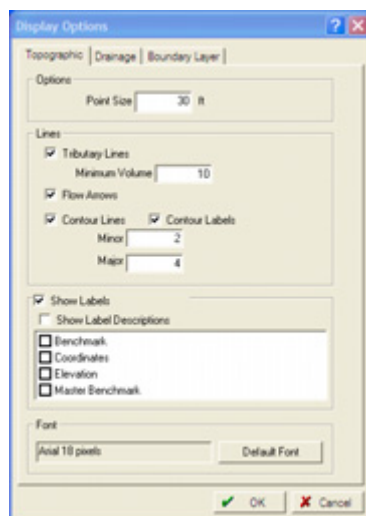 Display Options
Topographic Drainage Boundary Layer
Options
Point Size 30 ft
Lines
Tributary Lines
Minimum Volume 10
Flow Arrows
Contour Lines Contour Labels
Minor 2
Major 4
Show Labels
Show Label Descriptions
Benchmark
Coordinates
Elevation
Master Benchmark
Font
Arial 18 pixels Default Font
OK Cancel